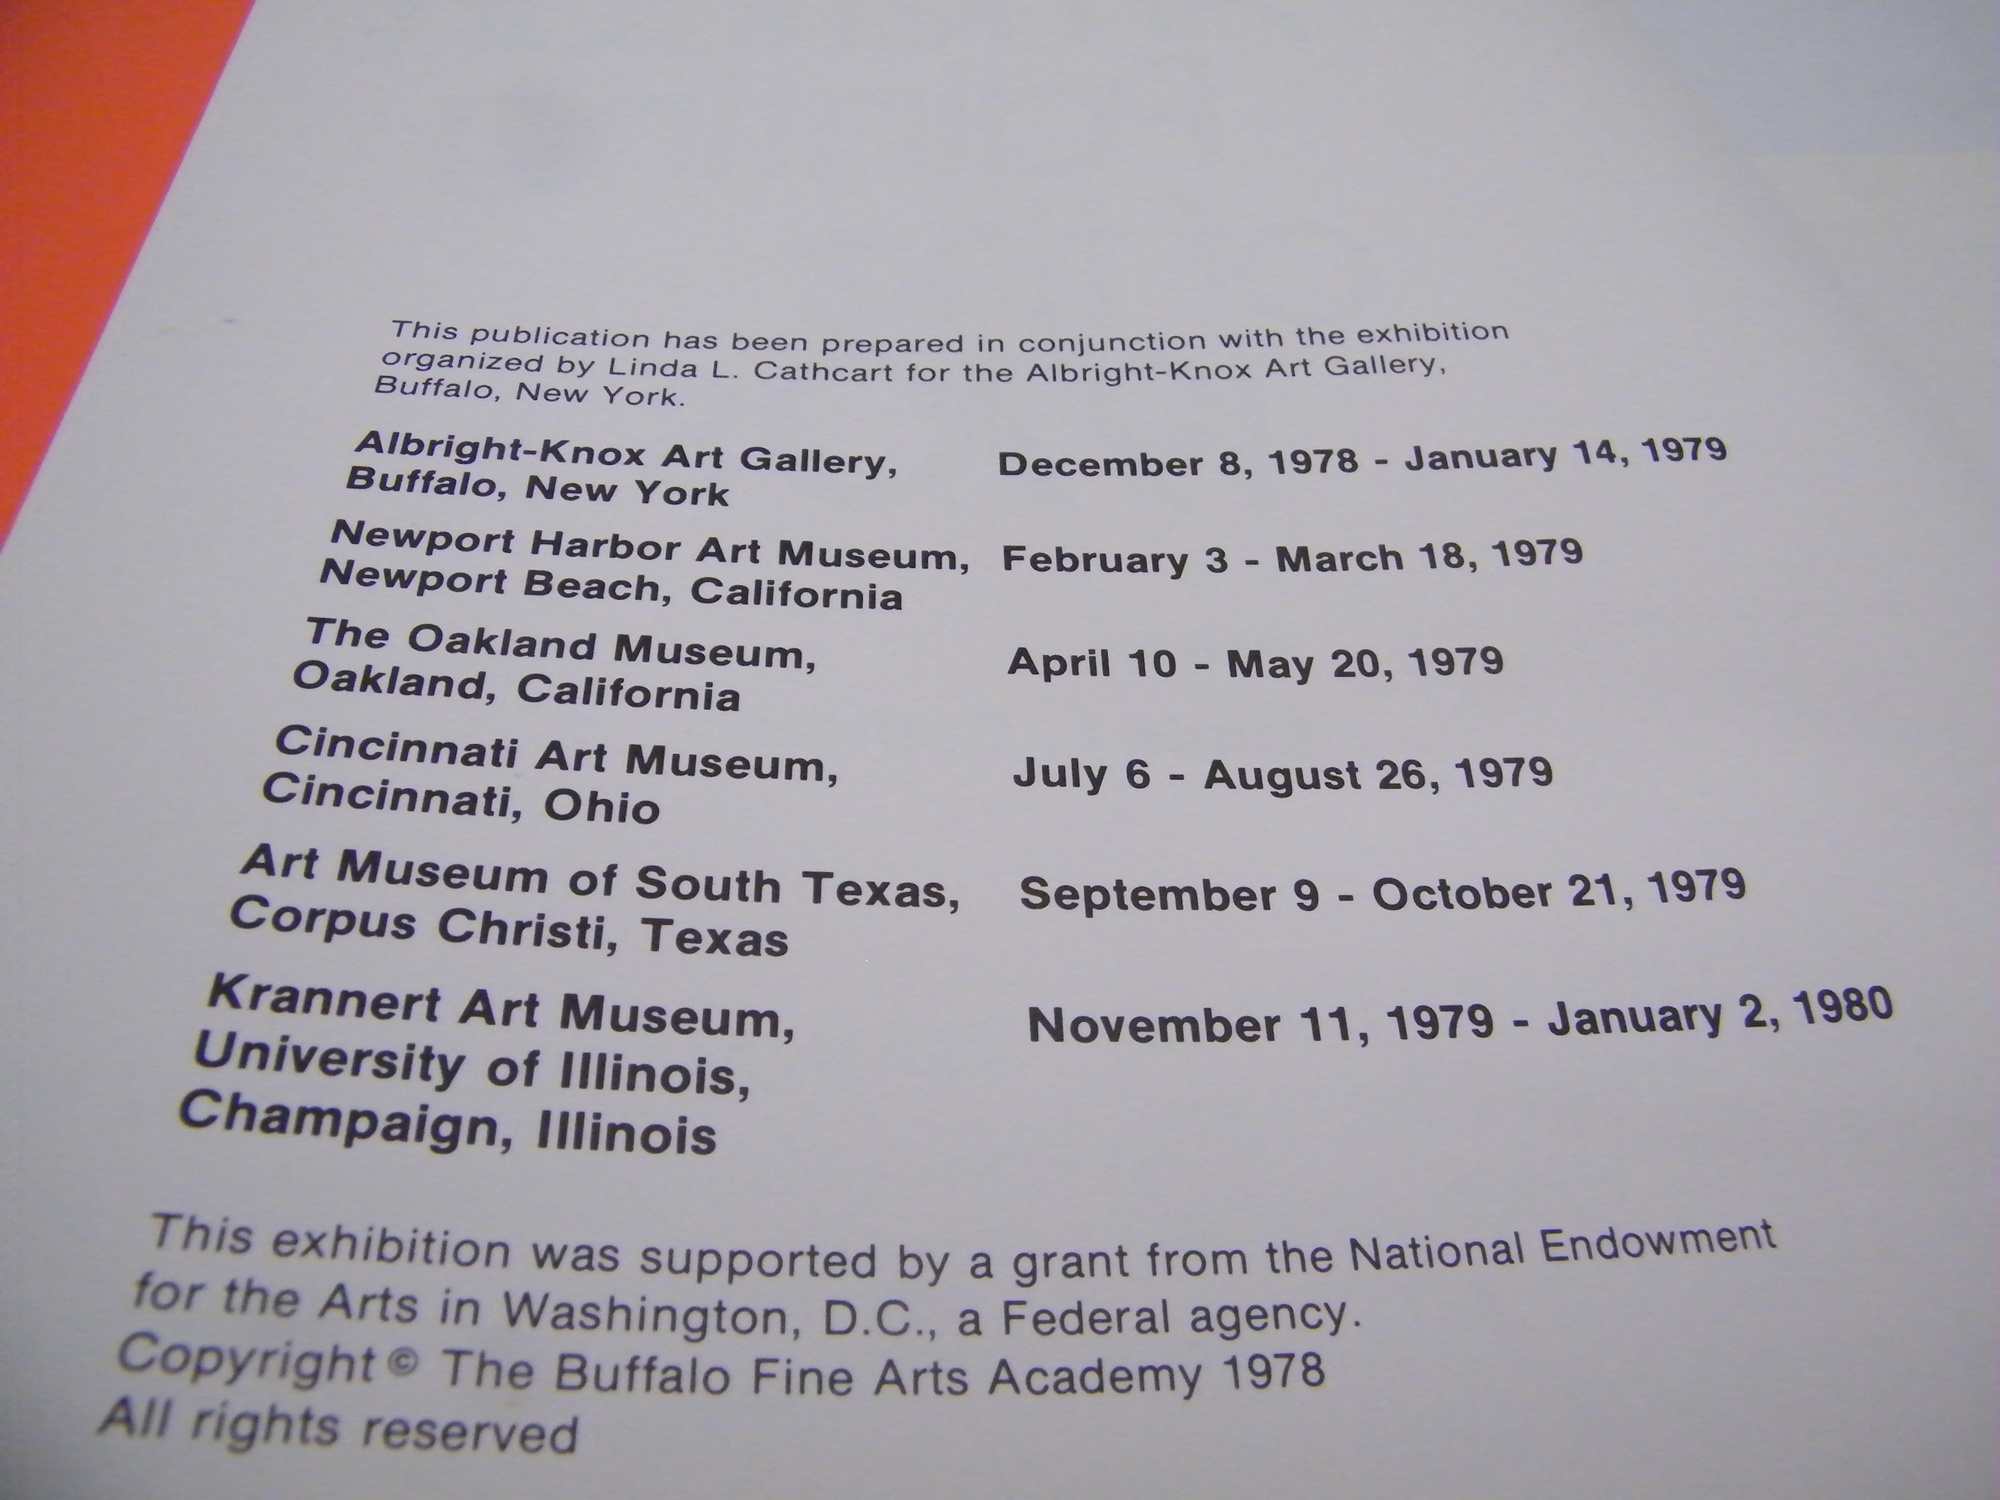 This publication has been prepared in conjunction with the exhibition
organized by Linda L. Cathcart for the Albright-Knox Art Gallery,
Buffalo, New York.
Albright-Knox Art Gallery, December 8, 1978 - January 14, 1979
Buffalo, New York
Newport Harbor Art Museum, February 3 - March 18, 1979
Newport Beach, California
The Oakland Museum, April 10 - May 20, 1979
Oakland, California
Cincinnati Art Museum, July 6 - August 26, 1979
Cincinnati, Ohio
Art Museum of South Texas, September 9 - October 21, 1979
Corpus Christi, Texas
Krannert Art Museum, November 11, 1979 - January 2, 1980
University of Illinois,
Champaign, Illinois
This exhibition was supported by a grant from the National Endowment
for the Arts in Washington, D.C., a Federal agency.
Copyright © The Buffalo Fine Arts Academy 1978
All rights reserved